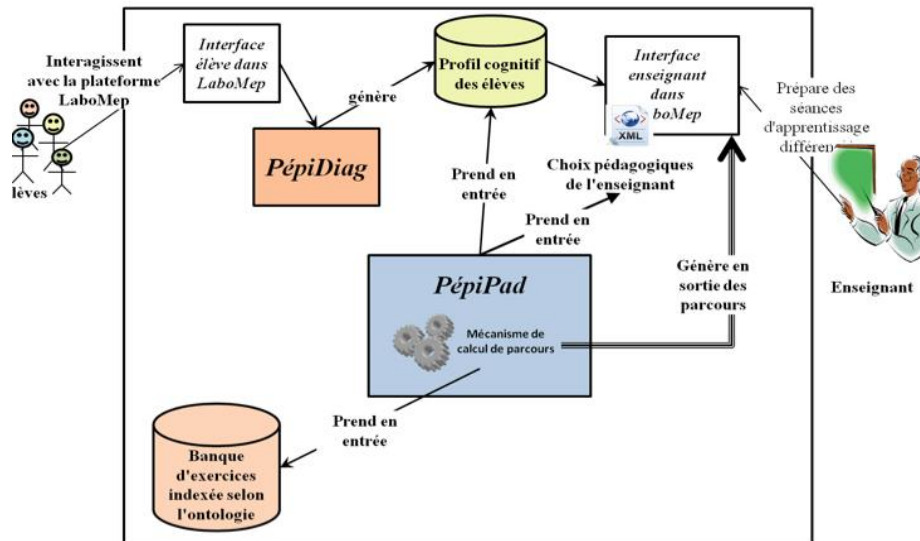 Interagissent
avec la plateforme
LaboMep
lèves
Interface
élève dans
LaboMep
génère
PépiDiag
Profil cognitif
des élèves
Interface
enseignant
dans
boMep
XML
Prépare des
séances
d'apprentissage
différen
Enseignant
Prend en
entrée
Choix pédagogiques
de l'enseignant
Prend en
entrée
PépiPad
Mécanisme de
calcul de parcours
Génère en
sortie des
parcours
Prend en
entrée
Banque
d'exercices
indexée selon
l'ontologie